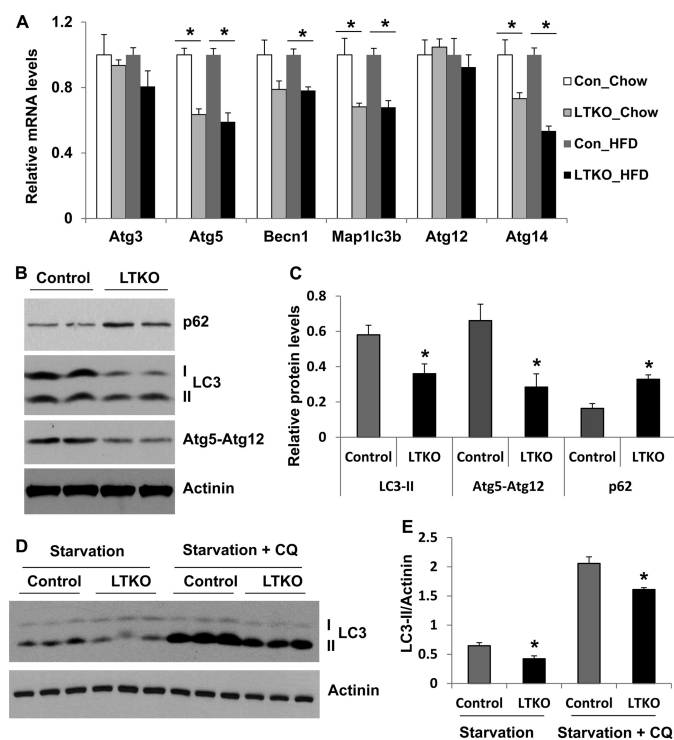 A
Relative mRNA levels
1.2
0.8
0.4
0
* * * * * * *
Atg3 Atg5 Becn1 Map1lc3b Atg12 Atg14
Con_Chow
LTKO_Chow
Con_HFD
LTKO_HFD
B
Control LTKO
p62
I
LC3
II
Atg5-Atg12
Actinin
C
Relative protein levels
0.8
0.6
0.4
0.2
0
* * *
Control LTKO Control LTKO Control LTKO
LC3-II Atg5-Atg12 p62
D
Starvation Starvation + CQ
Control LTKO Control LTKO
I
LC3
II
Actinin
E
LC3-II/Actinin
2.5
2
1.5
1
0.5
0
* *
Control LTKO Control LTKO
Starvation Starvation + CQ